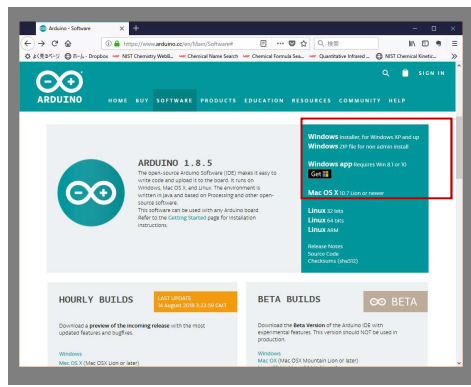 Arduino - Software
https://www.arduino.cc/en/Main/Software#
検索
よく見るページ
ホーム - Dropbox
NIST Chemistry WebB...
Chemical Name Search
Chemical Formula Sea...
Quantitative Infrared...
NIST Chemical Kinetic...
SIGN IN
ARDUINO
HOME BUY SOFTWARE PRODUCTS EDUCATION RESOURCES COMMUNITY HELP
ARDUINO 1.8.5
The open-source Arduino Software (IDE) makes it easy to
write code and upload it to the board. It runs on
Windows, Mac OS X, and Linux. The environment is
written in Java and based on Processing and other open-
source software.
This software can be used with any Arduino board.
Refer to the Getting Started page for Installation
instructions.
Windows Installer, for Windows XP and up
Windows ZIP file for non admin install
Windows app Requires Win 8.1 or 10
Get
Mac OS X 10.7 Lion or newer
Linux 32 bits
Linux 64 bits
Linux ARM
Release Notes
Source Code
Checksums (sha512)
HOURLY BUILDS
LAST UPDATE
14 August 2018 3:23:59 GMT
Download a preview of the incoming release with the most
updated features and bugfixes.
Windows
Mac OS X (Mac OSX Lion or later)
BETA BUILDS
BETA
Download the Beta Version of the Arduino IDE with
experimental features. This version should NOT be used in
production.
Windows
Mac OX (Mac OSX Mountain Lion or later)